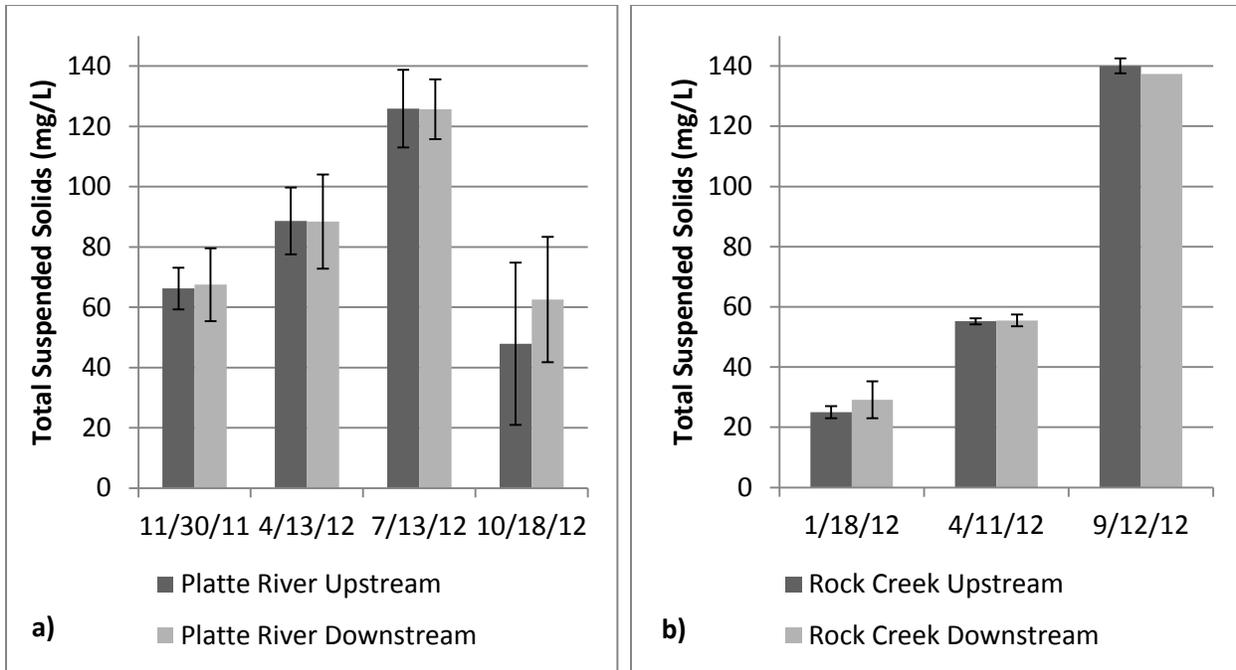 Total Suspended Solids (mg/L)
140
120
100
80
60
40
20
0
11/30/11 4/13/12 7/13/12 10/18/12
Platte River Upstream
Platte River Downstream
a)
Total Suspended Solids (mg/L)
140
120
100
80
60
40
20
0
1/18/12 4/11/12 9/12/12
Rock Creek Upstream
Rock Creek Downstream
b)